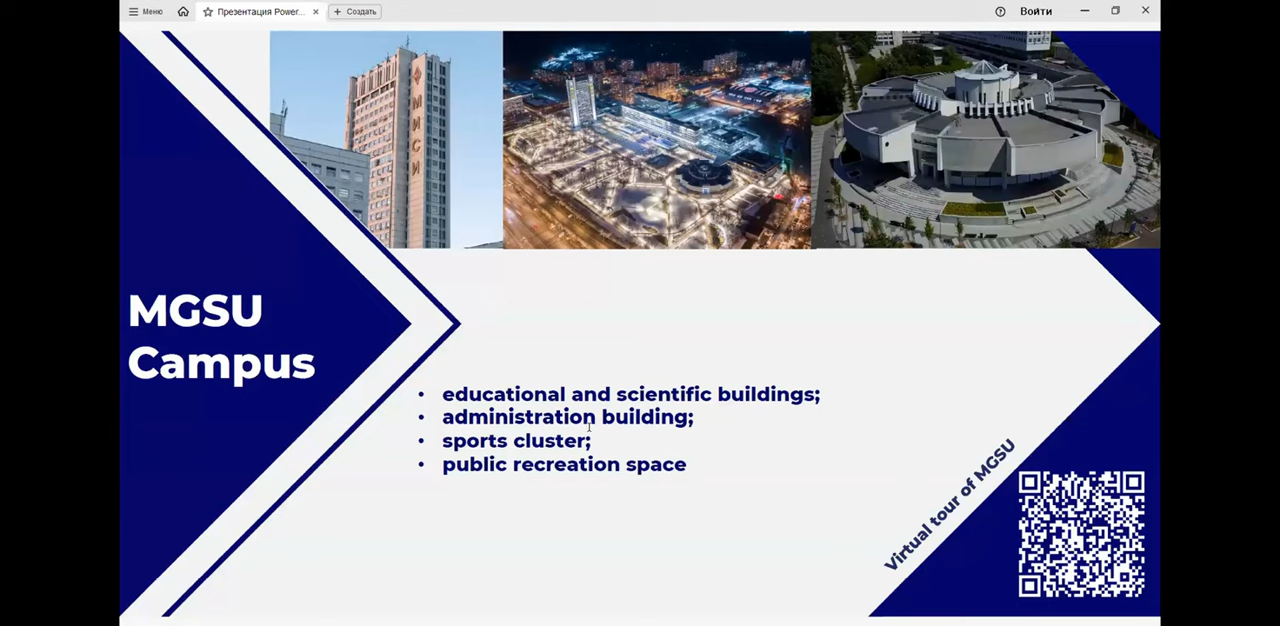 Меню
Презентация Power...
Создать
Войти
МИСИ
MGSU
Campus
• educational and scientific buildings;
• administration building;
• sports cluster;
• public recreation space
Virtual tour of MGSU